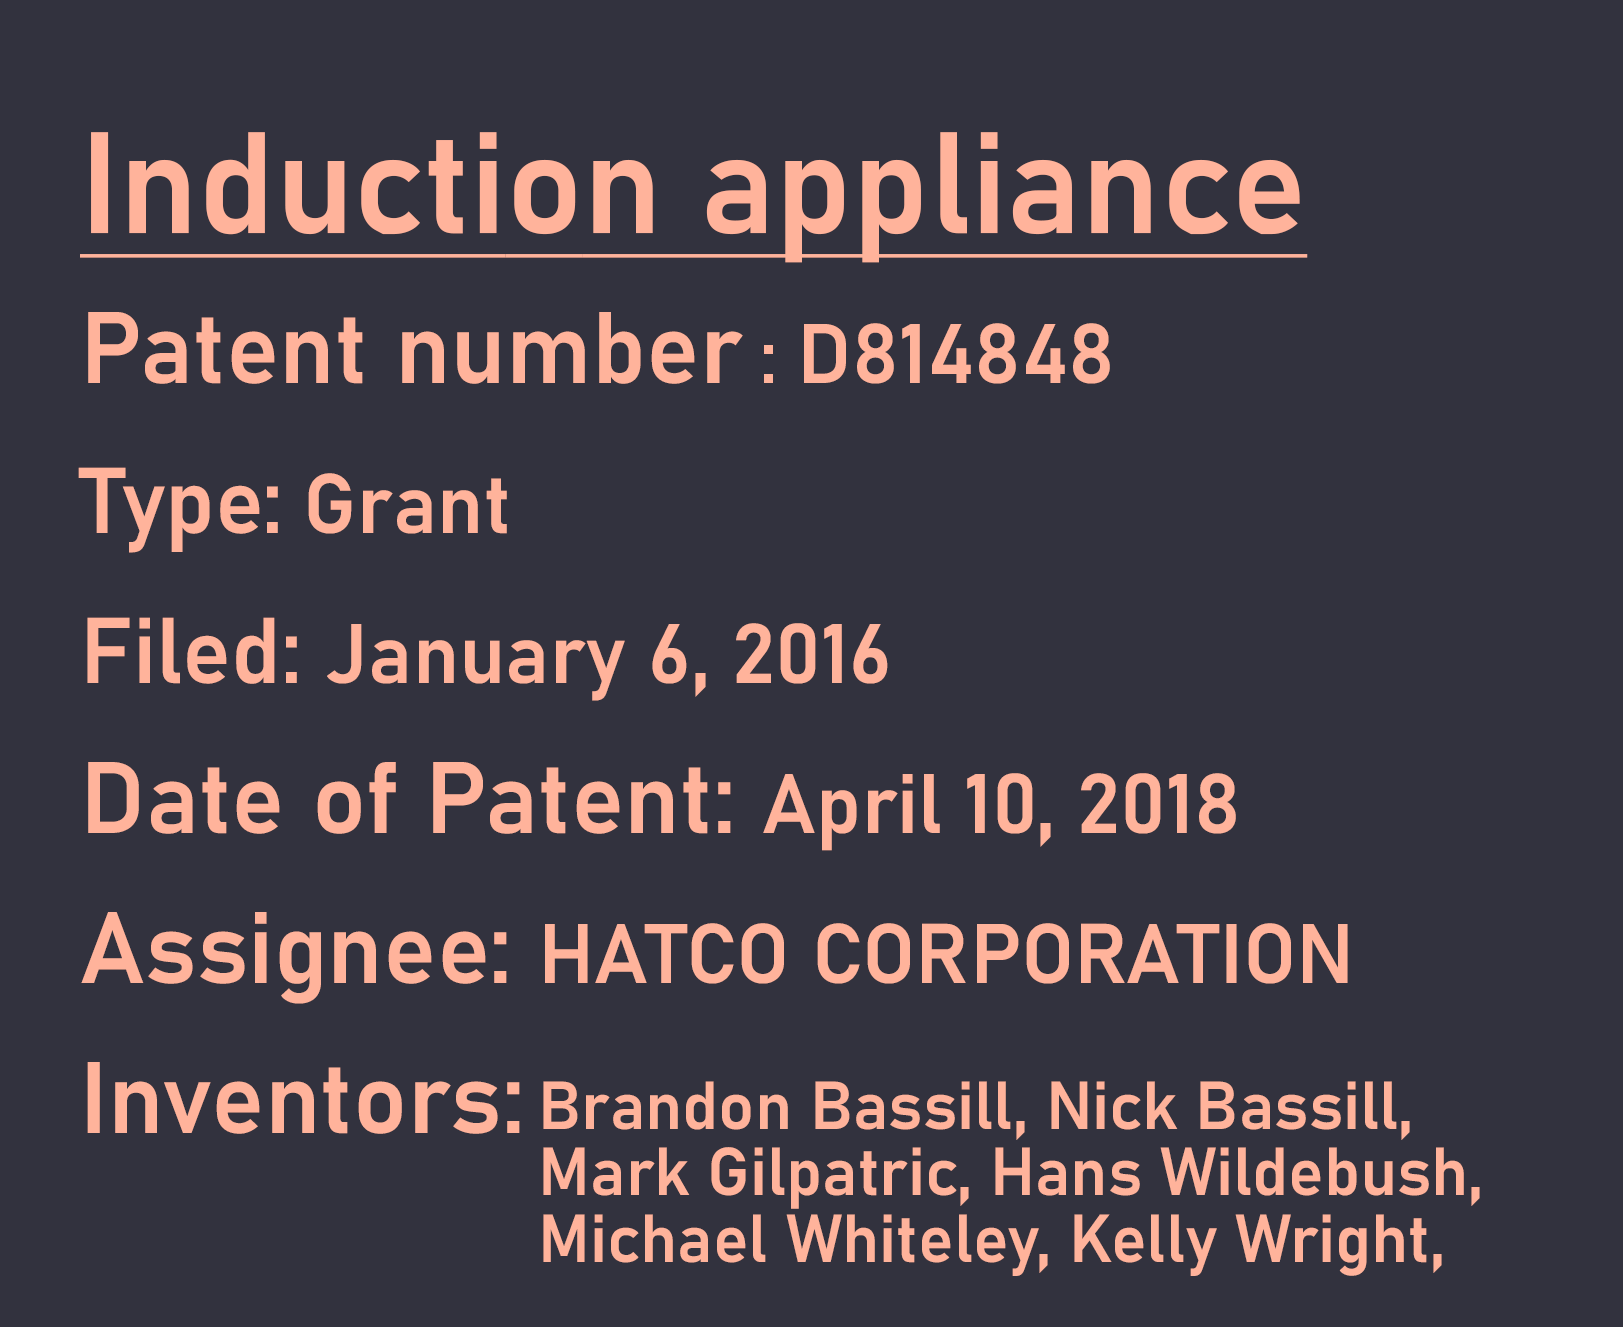 Induction appliance
Patent number : D814848
Type: Grant
Filed: January 6, 2016
Date of Patent: April 10, 2018
Assignee: HATCO CORPORATION
Inventors: Brandon Bassill, Nick Bassill,
Mark Gilpatric, Hans Wildebush,
Michael Whiteley, Kelly Wright,